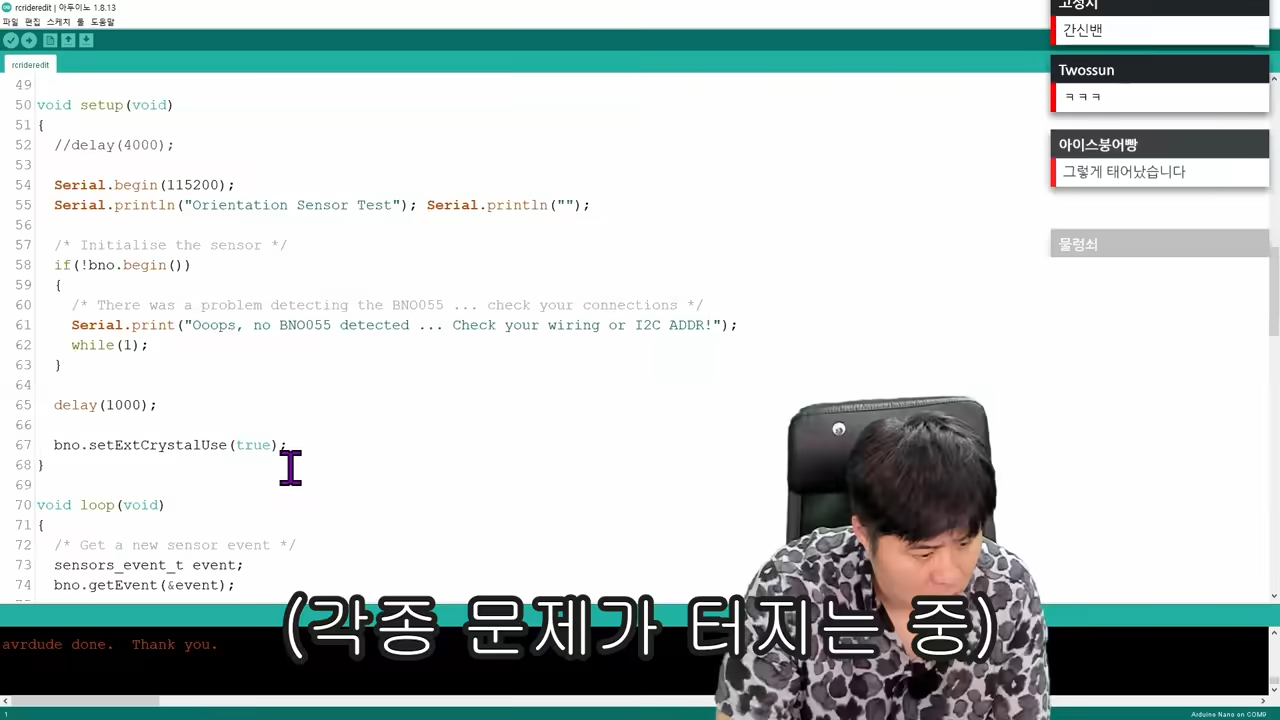 rcrideredit | 아두이노 1.8.13
파일 편집 스케치 툴 도움말
rcrideredit
49
50 void setup(void)
51 {
52 //delay(4000);
53
54 Serial.begin(115200);
55 Serial.println("Orientation Sensor Test"); Serial.println("");
56
57 /* Initialise the sensor */
58 if(!bno.begin())
59 {
60 /* There was a problem detecting the BNO055 ... check your connections */
61 Serial.print("Ooops, no BNO055 detected ... Check your wiring or I2C ADDR!");
62 while(1);
63 }
64
65 delay(1000);
66
67 bno.setExtCrystalUse(true);
68 }
69
70 void loop(void)
71 {
72 /* Get a new sensor event */
73 sensors_event_t event;
74 bno.getEvent(&event);
고정시
간신밴
Twossun
ㅋㅋㅋ
아이스붕어빵
그렇게 태어났습니다
물렁쇠
(각종 문제가 터지는 중)
avrdude done.  Thank you.
1
Arduino Nano on COM9